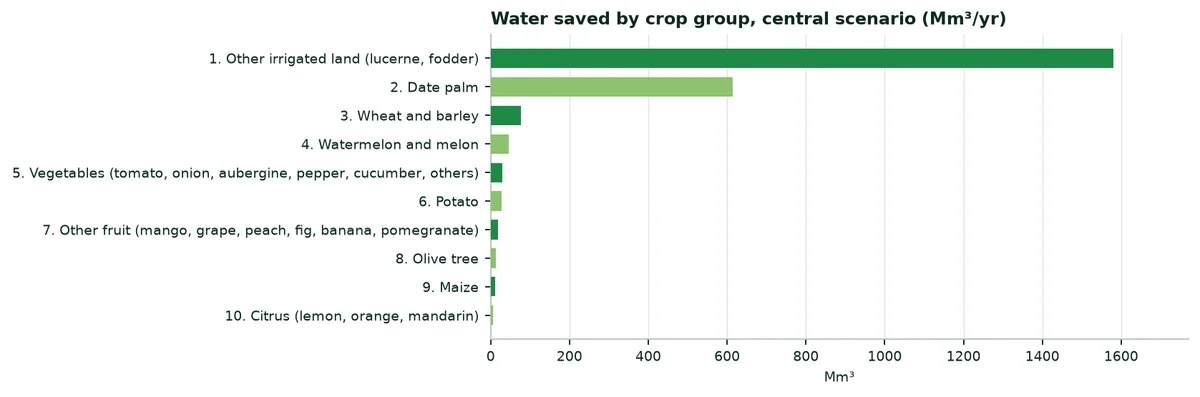 Water saved by crop group, central scenario (Mm³/yr)
1. Other irrigated land (lucerne, fodder)
2. Date palm
3. Wheat and barley
4. Watermelon and melon
5. Vegetables (tomato, onion, aubergine, pepper, cucumber, others)
6. Potato
7. Other fruit (mango, grape, peach, fig, banana, pomegranate)
8. Olive tree
9. Maize
10. Citrus (lemon, orange, mandarin)
0 200 400 600 800 1000 1200 1400 1600
Mm³